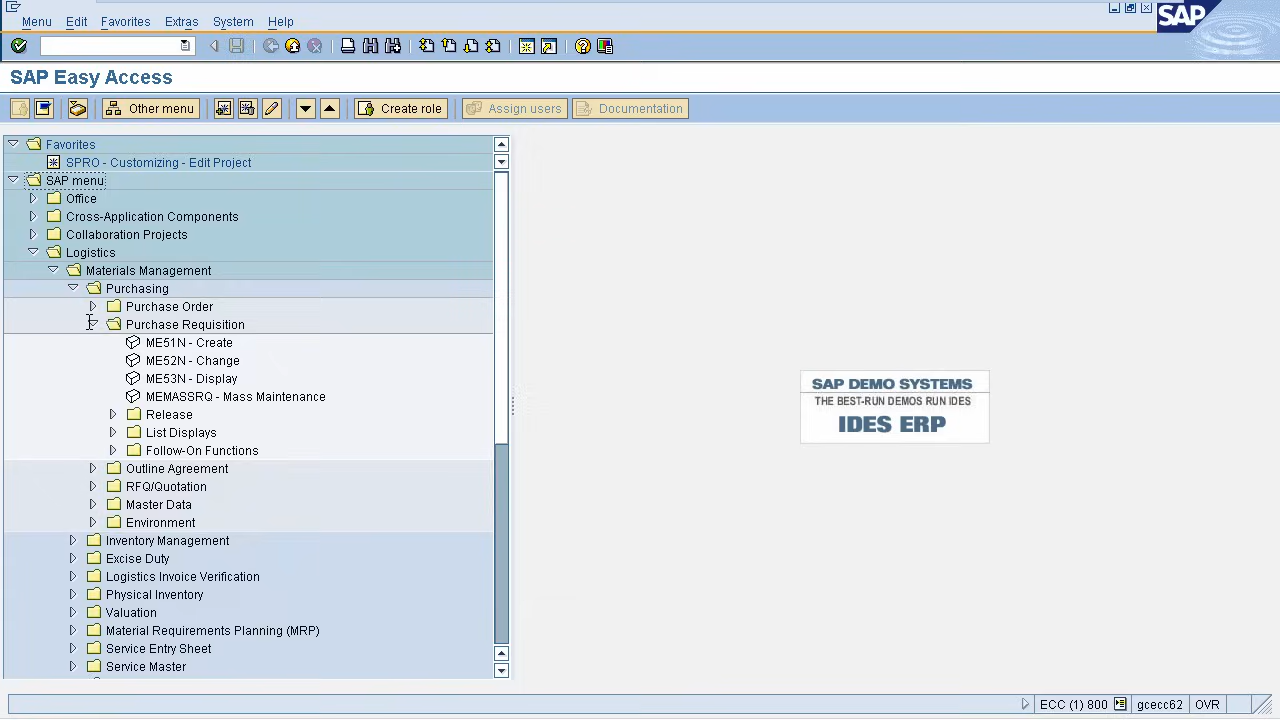 Menu Edit Favorites Extras System Help
SAP
SAP Easy Access
Other menu Create role Assign users Documentation
Favorites
SPRO - Customizing - Edit Project
SAP menu
Office
Cross-Application Components
Collaboration Projects
Logistics
Materials Management
Purchasing
Purchase Order
Purchase Requisition
ME51N - Create
ME52N - Change
ME53N - Display
MEMASSRQ - Mass Maintenance
Release
List Displays
Follow-On Functions
Outline Agreement
RFQ/Quotation
Master Data
Environment
Inventory Management
Excise Duty
Logistics Invoice Verification
Physical Inventory
Valuation
Material Requirements Planning (MRP)
Service Entry Sheet
Service Master
SAP DEMO SYSTEMS
THE BEST-RUN DEMOS RUN IDES
IDES ERP
ECC (1) 800 gcecc62 OVR